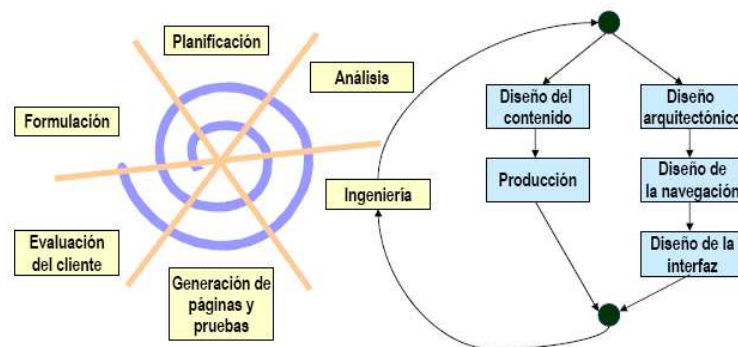 Planificación
Análisis
Formulación
Ingeniería
Evaluación
del cliente
Generación de
páginas y
pruebas
Diseño del
contenido
Producción
Diseño
arquitectónico
Diseño de
la navegación
Diseño de la
interfaz